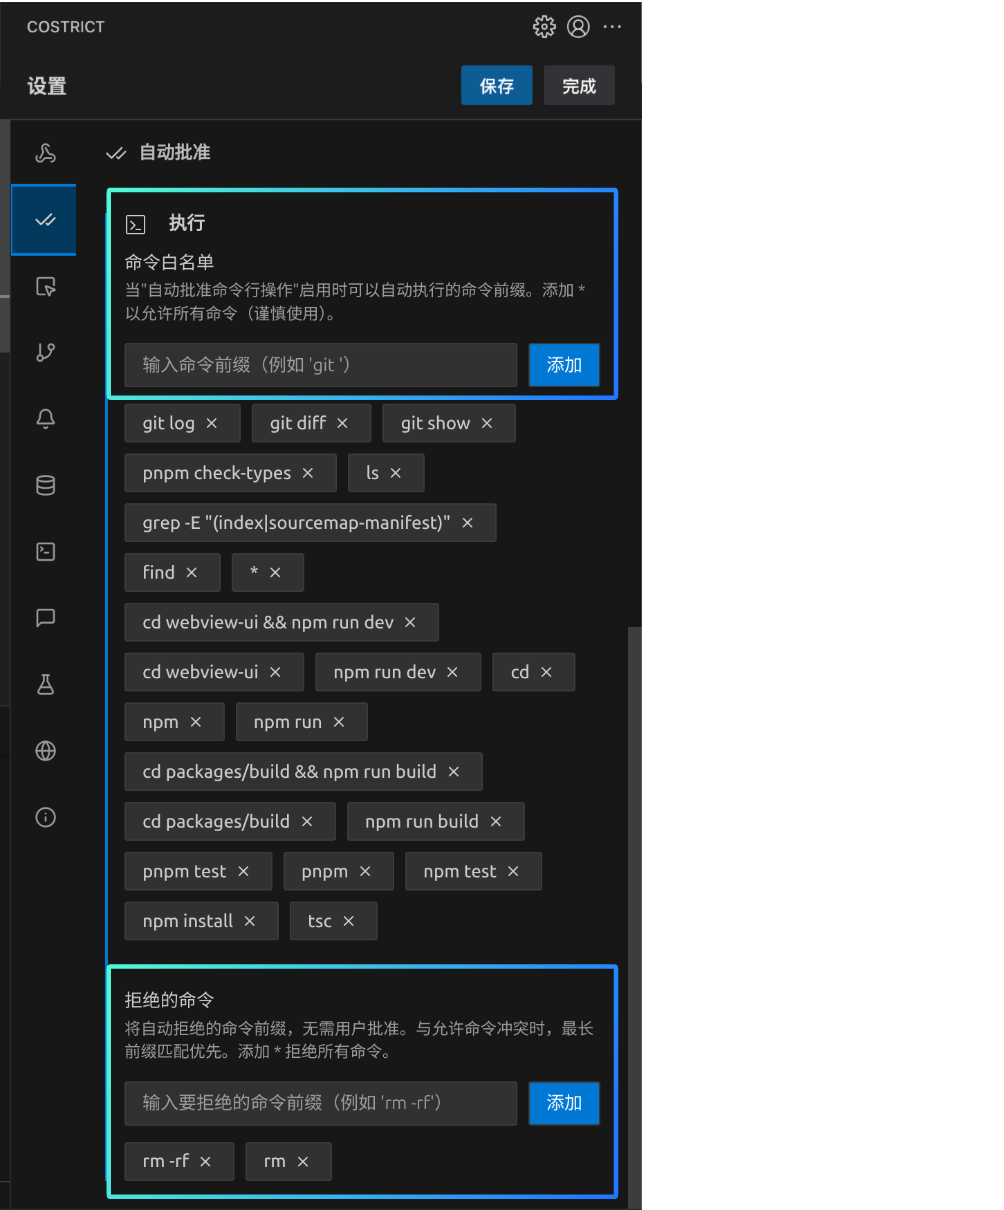 COSTRICT
设置
保存
完成
自动批准
执行
命令白名单
当"自动批准命令行操作"启用时可以自动执行的命令前缀。添加 *
以允许所有命令（谨慎使用）。
输入命令前缀（例如 'git '）
添加
git log ×
git diff ×
git show ×
pnpm check-types ×
ls ×
grep -E "(index|sourcemap-manifest)" ×
find ×
* ×
cd webview-ui && npm run dev ×
cd webview-ui ×
npm run dev ×
cd ×
npm ×
npm run ×
cd packages/build && npm run build ×
cd packages/build ×
npm run build ×
pnpm test ×
pnpm ×
npm test ×
npm install ×
tsc ×
拒绝的命令
将自动拒绝的命令前缀，无需用户批准。与允许命令冲突时，最长
前缀匹配优先。添加 * 拒绝所有命令。
输入要拒绝的命令前缀（例如 'rm -rf'）
添加
rm -rf ×
rm ×